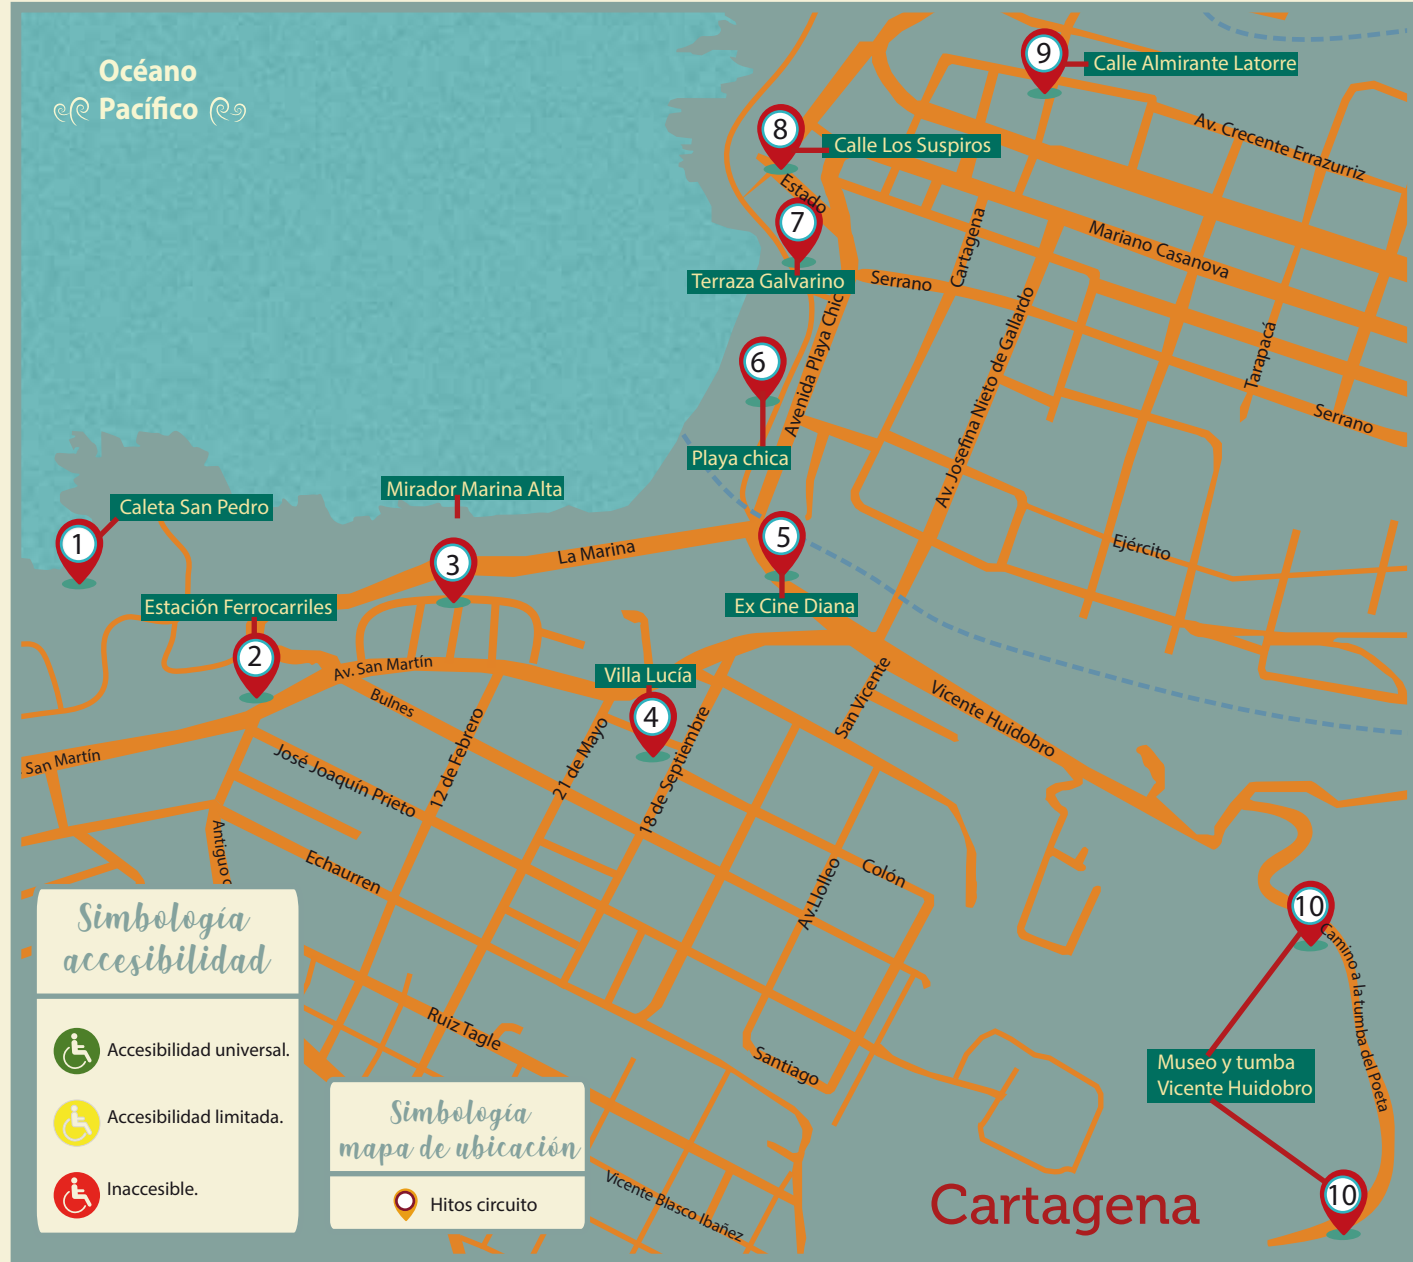 Océano
Pacífico
9
Calle Almirante Latorre
Av. Crecente Errazurriz
8
Calle Los Suspiros
Estado
7
Terraza Galvarino
Serrano
Cartagena
Mariano Casanova
Tarapacá
Serrano
Avenida Playa Chic
Av. Josefina Nieto de Gallardo
6
Playa chica
Mirador Marina Alta
Caleta San Pedro
1
3
La Marina
5
Ex Cine Diana
Ejército
Estación Ferrocarriles
2
Av. San Martín
Villa Lucía
4
Bulnes
12 de Febrero
21 de Mayo
18 de Septiembre
San Vicente
Vicente Huidobro
San Martín
José Joaquín Prieto
Echaurren
Antiguo c
Av.Llolleo
Colón
Ruiz Tagle
Santiago
Vicente Blasco Ibañez
10
Camino a la tumba del Poeta
Museo y tumba
Vicente Huidobro
10
Simbología
accesibilidad
Accesibilidad universal.
Accesibilidad limitada.
Inaccesible.
Simbología
mapa de ubicación
Hitos circuito
Cartagena